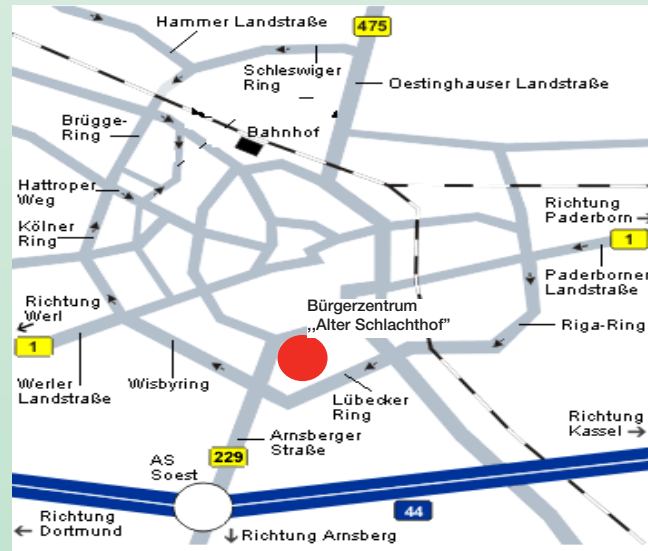 Hammer Landstraße
475
Schleswiger
Ring
Oestinghauser Landstraße
Brügge-
Ring
Bahnhof
Hattroper
Weg
Kölner
Ring
Richtung
Paderborn
1
Paderborner
Landstraße
Richtung
Werl
1
Bürgerzentrum
„Alter Schlachthof”
Riga-Ring
Werler
Landstraße
Wisbyring
Lübecker
Ring
Richtung
Kassel
Arnsberger
Straße
229
AS
Soest
44
Richtung
Dortmund
Richtung Arnsberg